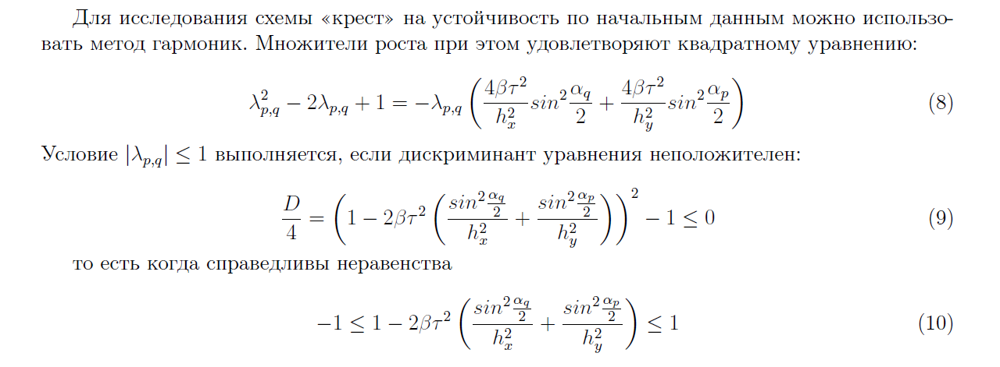 Для исследования схемы «крест» на устойчивость по начальным данным можно использо-
вать метод гармоник. Множители роста при этом удовлетворяют квадратному уравнению:
$$\lambda_{p,q}^2 - 2\lambda_{p,q} + 1 = -\lambda_{p,q} \left( \frac{4\beta\tau^2}{h_x^2} sin^2 \frac{\alpha_q}{2} + \frac{4\beta\tau^2}{h_y^2} sin^2 \frac{\alpha_p}{2} \right) \quad (8)$$
Условие $|\lambda_{p,q}| \leq 1$ выполняется, если дискриминант уравнения неположителен:
$$\frac{D}{4} = \left( 1 - 2\beta\tau^2 \left( \frac{sin^2 \frac{\alpha_q}{2}}{h_x^2} + \frac{sin^2 \frac{\alpha_p}{2}}{h_y^2} \right) \right)^2 - 1 \leq 0 \quad (9)$$
то есть когда справедливы неравенства
$$-1 \leq 1 - 2\beta\tau^2 \left( \frac{sin^2 \frac{\alpha_q}{2}}{h_x^2} + \frac{sin^2 \frac{\alpha_p}{2}}{h_y^2} \right) \leq 1 \quad (10)$$